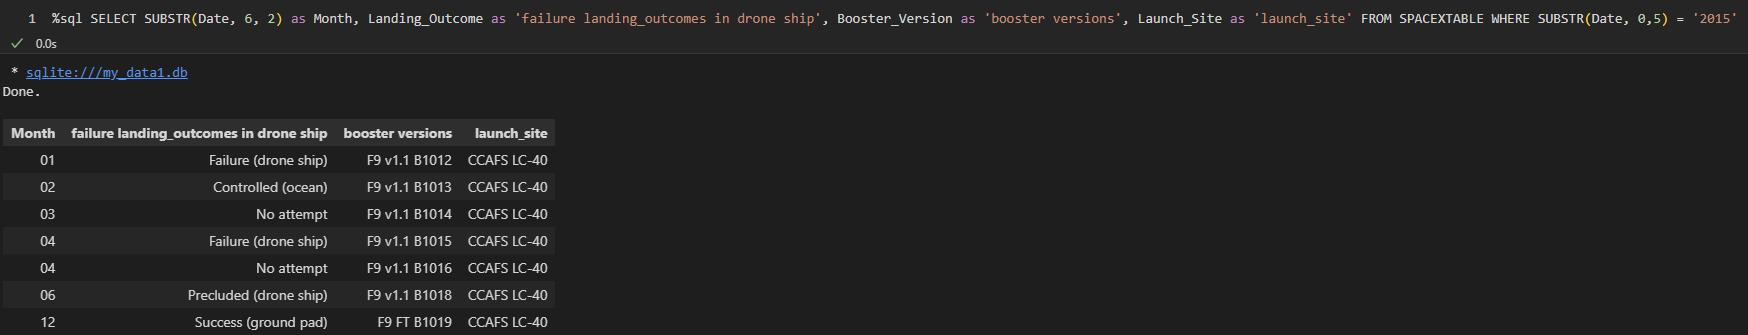 1 %sql SELECT SUBSTR(Date, 6, 2) as Month, Landing_Outcome as 'failure landing_outcomes in drone ship', Booster_Version as 'booster versions', Launch_Site as 'launch_site' FROM SPACEXTABLE WHERE SUBSTR(Date, 0,5) = '2015'
0.0s
* sqlite:///my_data1.db
Done.
Month failure landing_outcomes in drone ship booster versions launch_site
01 Failure (drone ship) F9 v1.1 B1012 CCAFS LC-40
02 Controlled (ocean) F9 v1.1 B1013 CCAFS LC-40
03 No attempt F9 v1.1 B1014 CCAFS LC-40
04 Failure (drone ship) F9 v1.1 B1015 CCAFS LC-40
04 No attempt F9 v1.1 B1016 CCAFS LC-40
06 Precluded (drone ship) F9 v1.1 B1018 CCAFS LC-40
12 Success (ground pad) F9 FT B1019 CCAFS LC-40